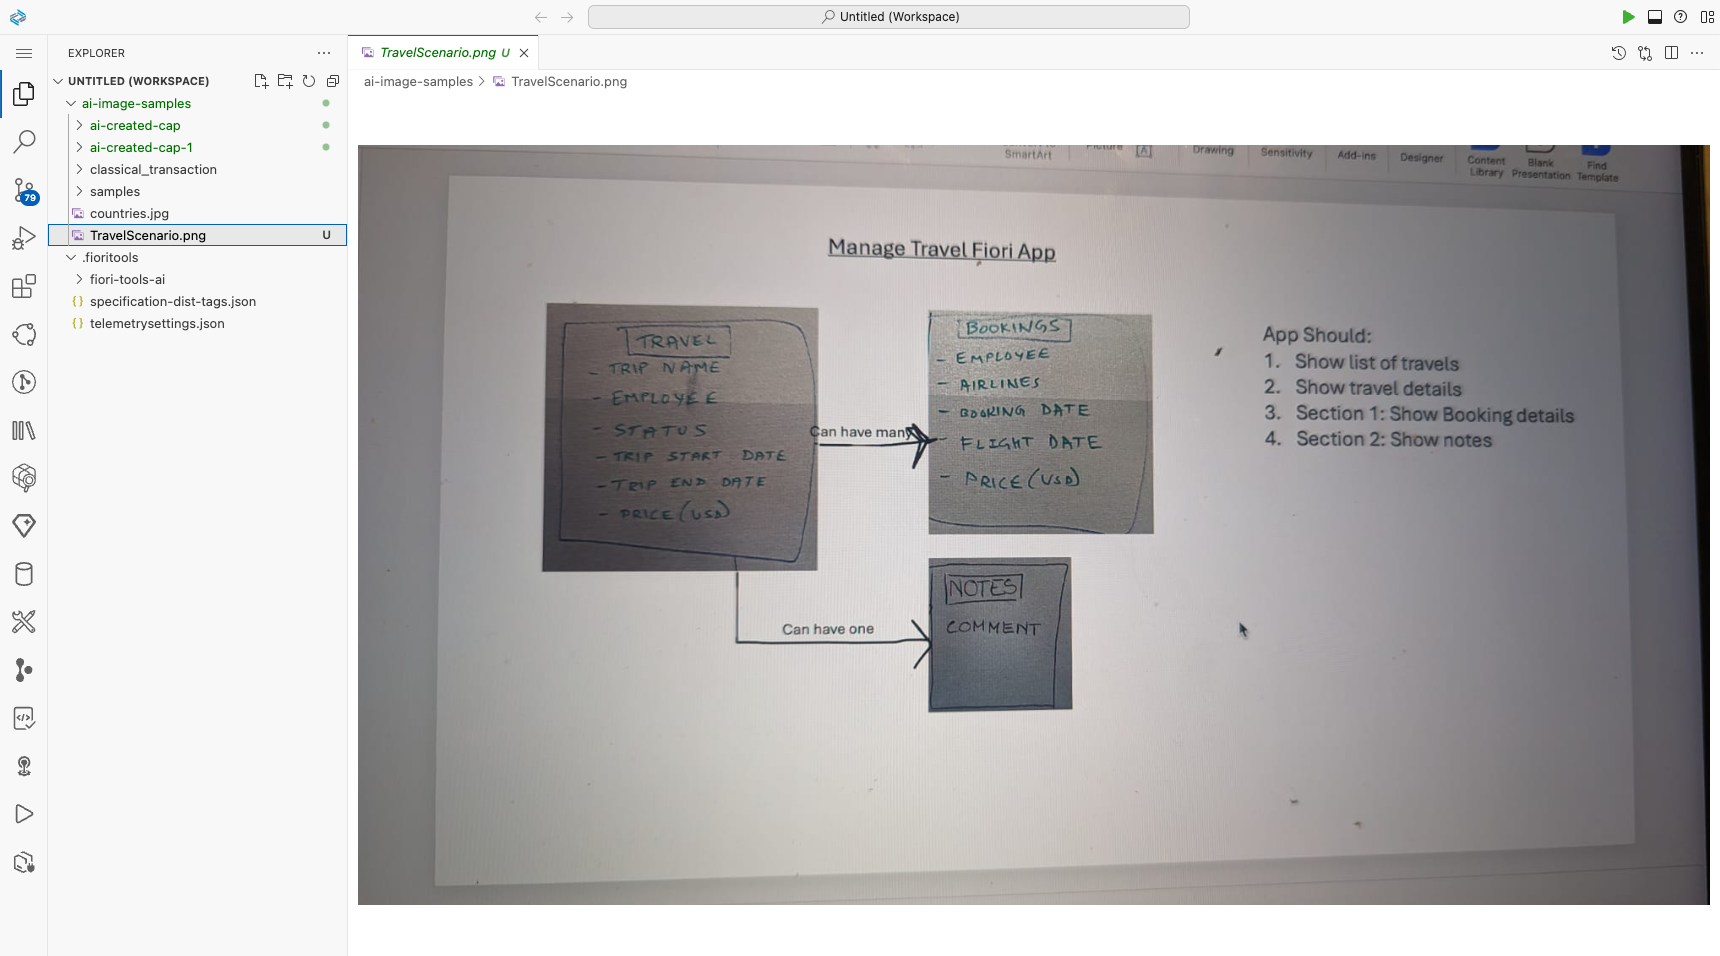 Untitled (Workspace)
EXPLORER
UNTITLED (WORKSPACE)
ai-image-samples
ai-created-cap
ai-created-cap-1
classical_transaction
samples
countries.jpg
TravelScenario.png U
.fioritools
fiori-tools-ai
{} specification-dist-tags.json
{} telemetrysettings.json
79
TravelScenario.png U
ai-image-samples > TravelScenario.png
SmartArt
Picture
Drawing
Sensitivity
Add-ins
Designer
Content Library
Blank Presentation
Find Template
Manage Travel Fiori App
TRAVEL
- TRIP NAME
- EMPLOYEE
- STATUS
- TRIP START DATE
- TRIP END DATE
- PRICE (USD)
Can have many
BOOKINGS
- EMPLOYEE
- AIRLINES
- BOOKING DATE
- FLIGHT DATE
- PRICE (USD)
Can have one
NOTES
COMMENT
App Should:
1. Show list of travels
2. Show travel details
3. Section 1: Show Booking details
4. Section 2: Show notes